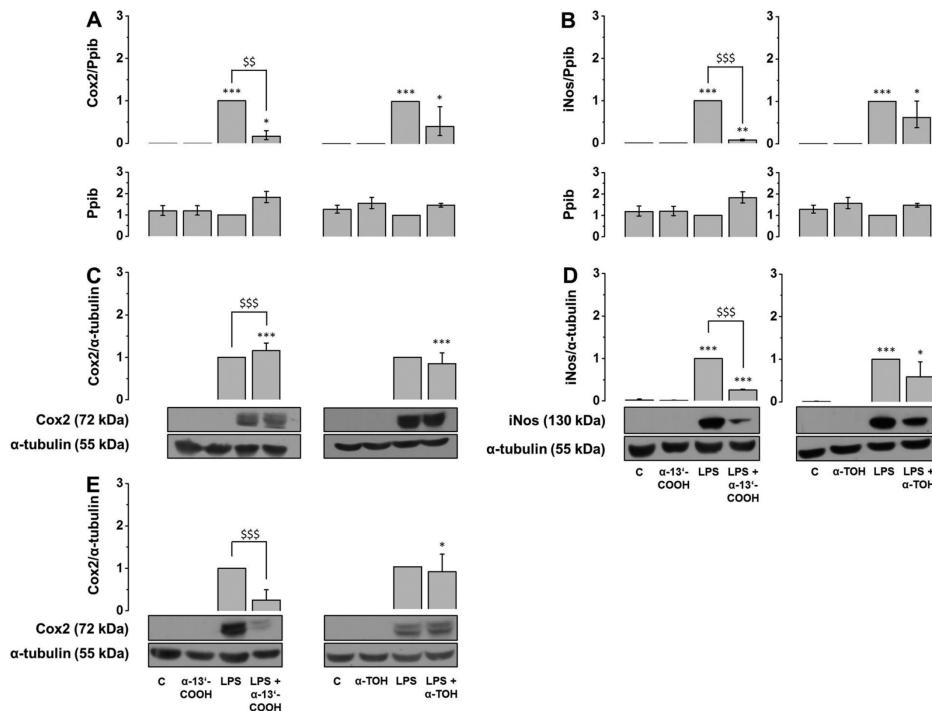 A
Cox2/Ppib
3
2
1
0
$$
***
*
***
*
Ppib
3
2
1
0
B
iNos/Ppib
3
2
1
0
$$$
***
**
3
2
1
0
***
*
Ppib
3
2
1
0
3
2
1
0
C
Cox2/α-tubulin
3
2
1
0
$$$
***
***
Cox2 (72 kDa)
α-tubulin (55 kDa)
D
iNos/α-tubulin
3
2
1
0
$$$
***
***
3
2
1
0
***
*
iNos (130 kDa)
α-tubulin (55 kDa)
C
α-13‘-
COOH
LPS
LPS +
α-13‘-
COOH
C
α-TOH
LPS
LPS +
α-TOH
E
Cox2/α-tubulin
3
2
1
0
$$$
*
Cox2 (72 kDa)
α-tubulin (55 kDa)
C
α-13‘-
COOH
LPS
LPS +
α-13‘-
COOH
C
α-TOH
LPS
LPS +
α-TOH